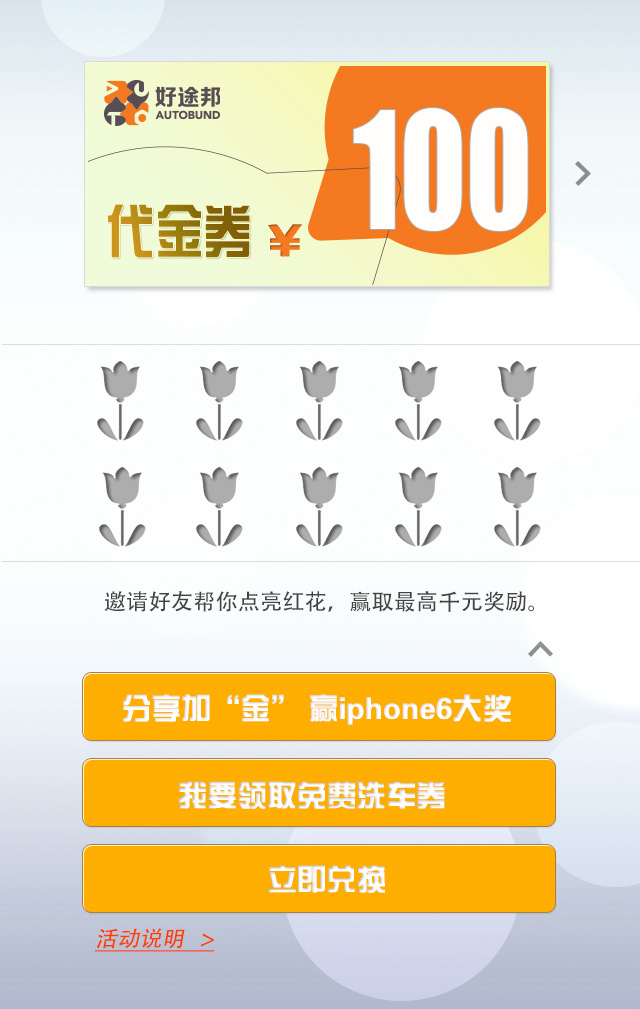 AUTO
好途邦
AUTOBUND
100
代金券 ¥
邀请好友帮你点亮红花，赢取最高千元奖励。
分享加“金” 赢iphone6大奖
我要领取免费洗车券
立即兑换
活动说明 >